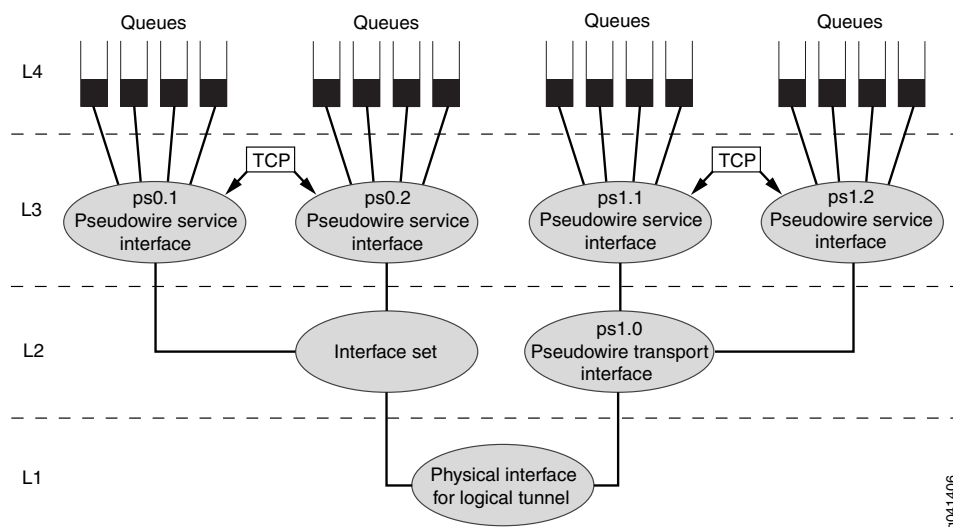 Queues
Queues
Queues
Queues
L4
TCP
TCP
L3
ps0.1
Pseudowire service
interface
ps0.2
Pseudowire service
interface
ps1.1
Pseudowire service
interface
ps1.2
Pseudowire service
interface
L2
Interface set
ps1.0
Pseudowire transport
interface
L1
Physical interface
for logical tunnel
g041406